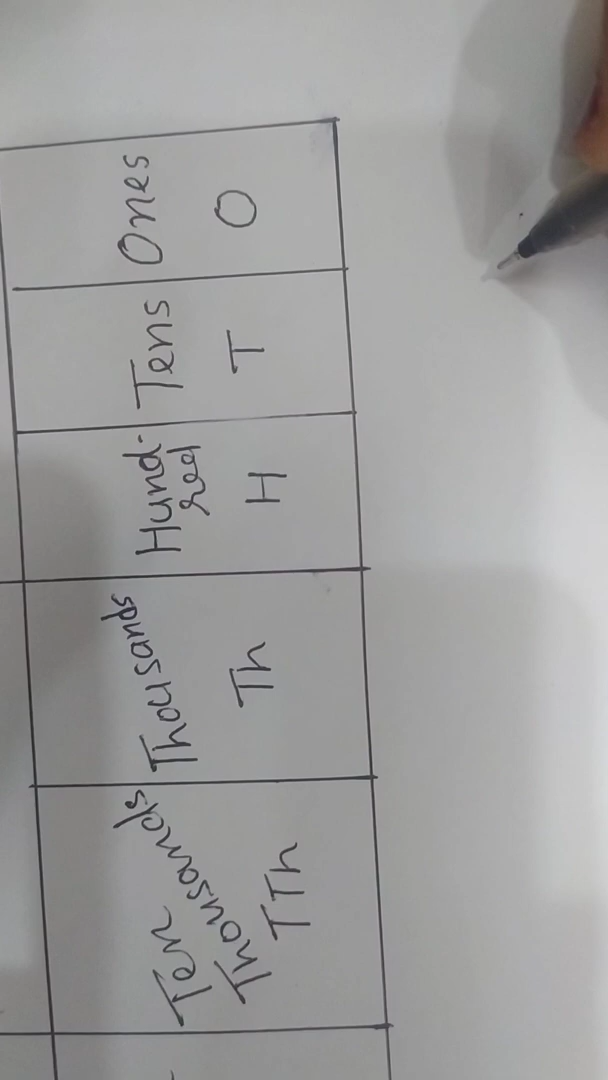 Ten
Thousands
TTh
Thousands
Th
Hund-
red
H
Tens
T
Ones
O